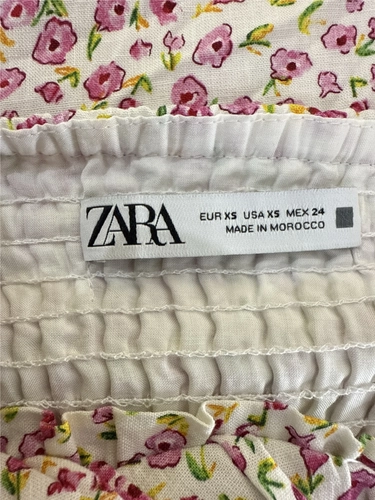 ZARA
EUR XS USA XS MEX 24
MADE IN MOROCCO